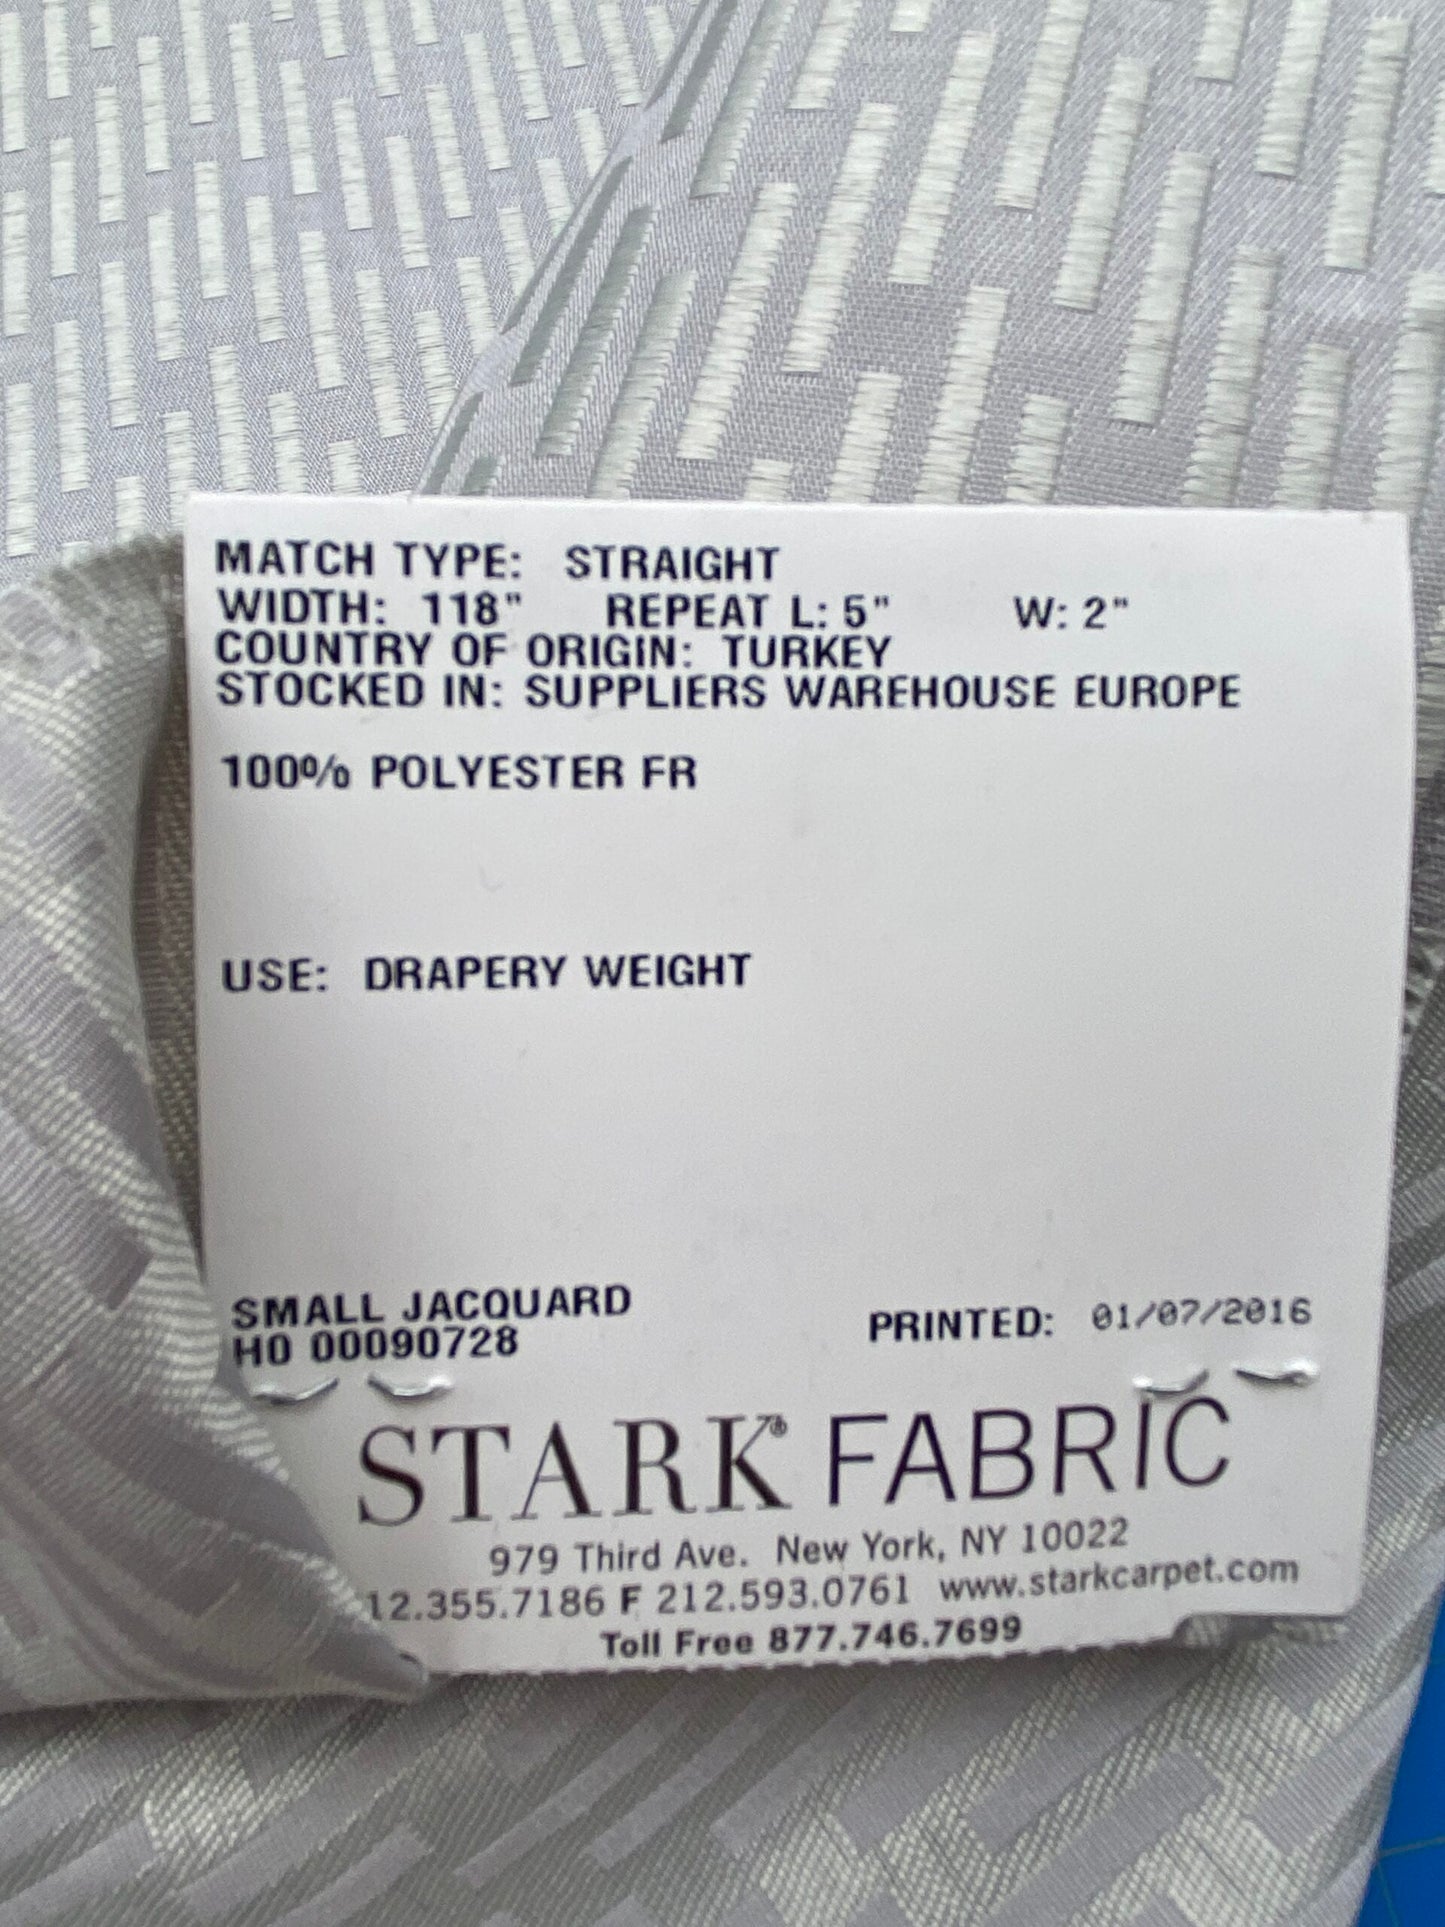 MATCH TYPE: STRAIGHT
WIDTH: 118" REPEAT L: 5" W: 2"
COUNTRY OF ORIGIN: TURKEY
STOCKED IN: SUPPLIERS WAREHOUSE EUROPE
100% POLYESTER FR
USE: DRAPERY WEIGHT
SMALL JACQUARD
HO 00090728 PRINTED: 01/07/2016
STARK® FABRIC
979 Third Ave. New York, NY 10022
12.355.7186 F 212.593.0761 www.starkcarpet.com
Toll Free 877.746.7699